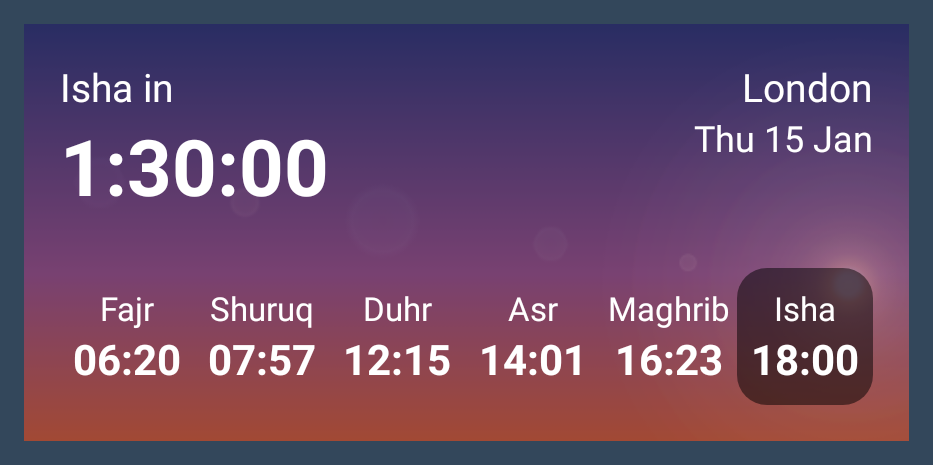 Isha in
1:30:00
London
Thu 15 Jan
Fajr Shuruq Duhr Asr Maghrib Isha
06:20 07:57 12:15 14:01 16:23 18:00